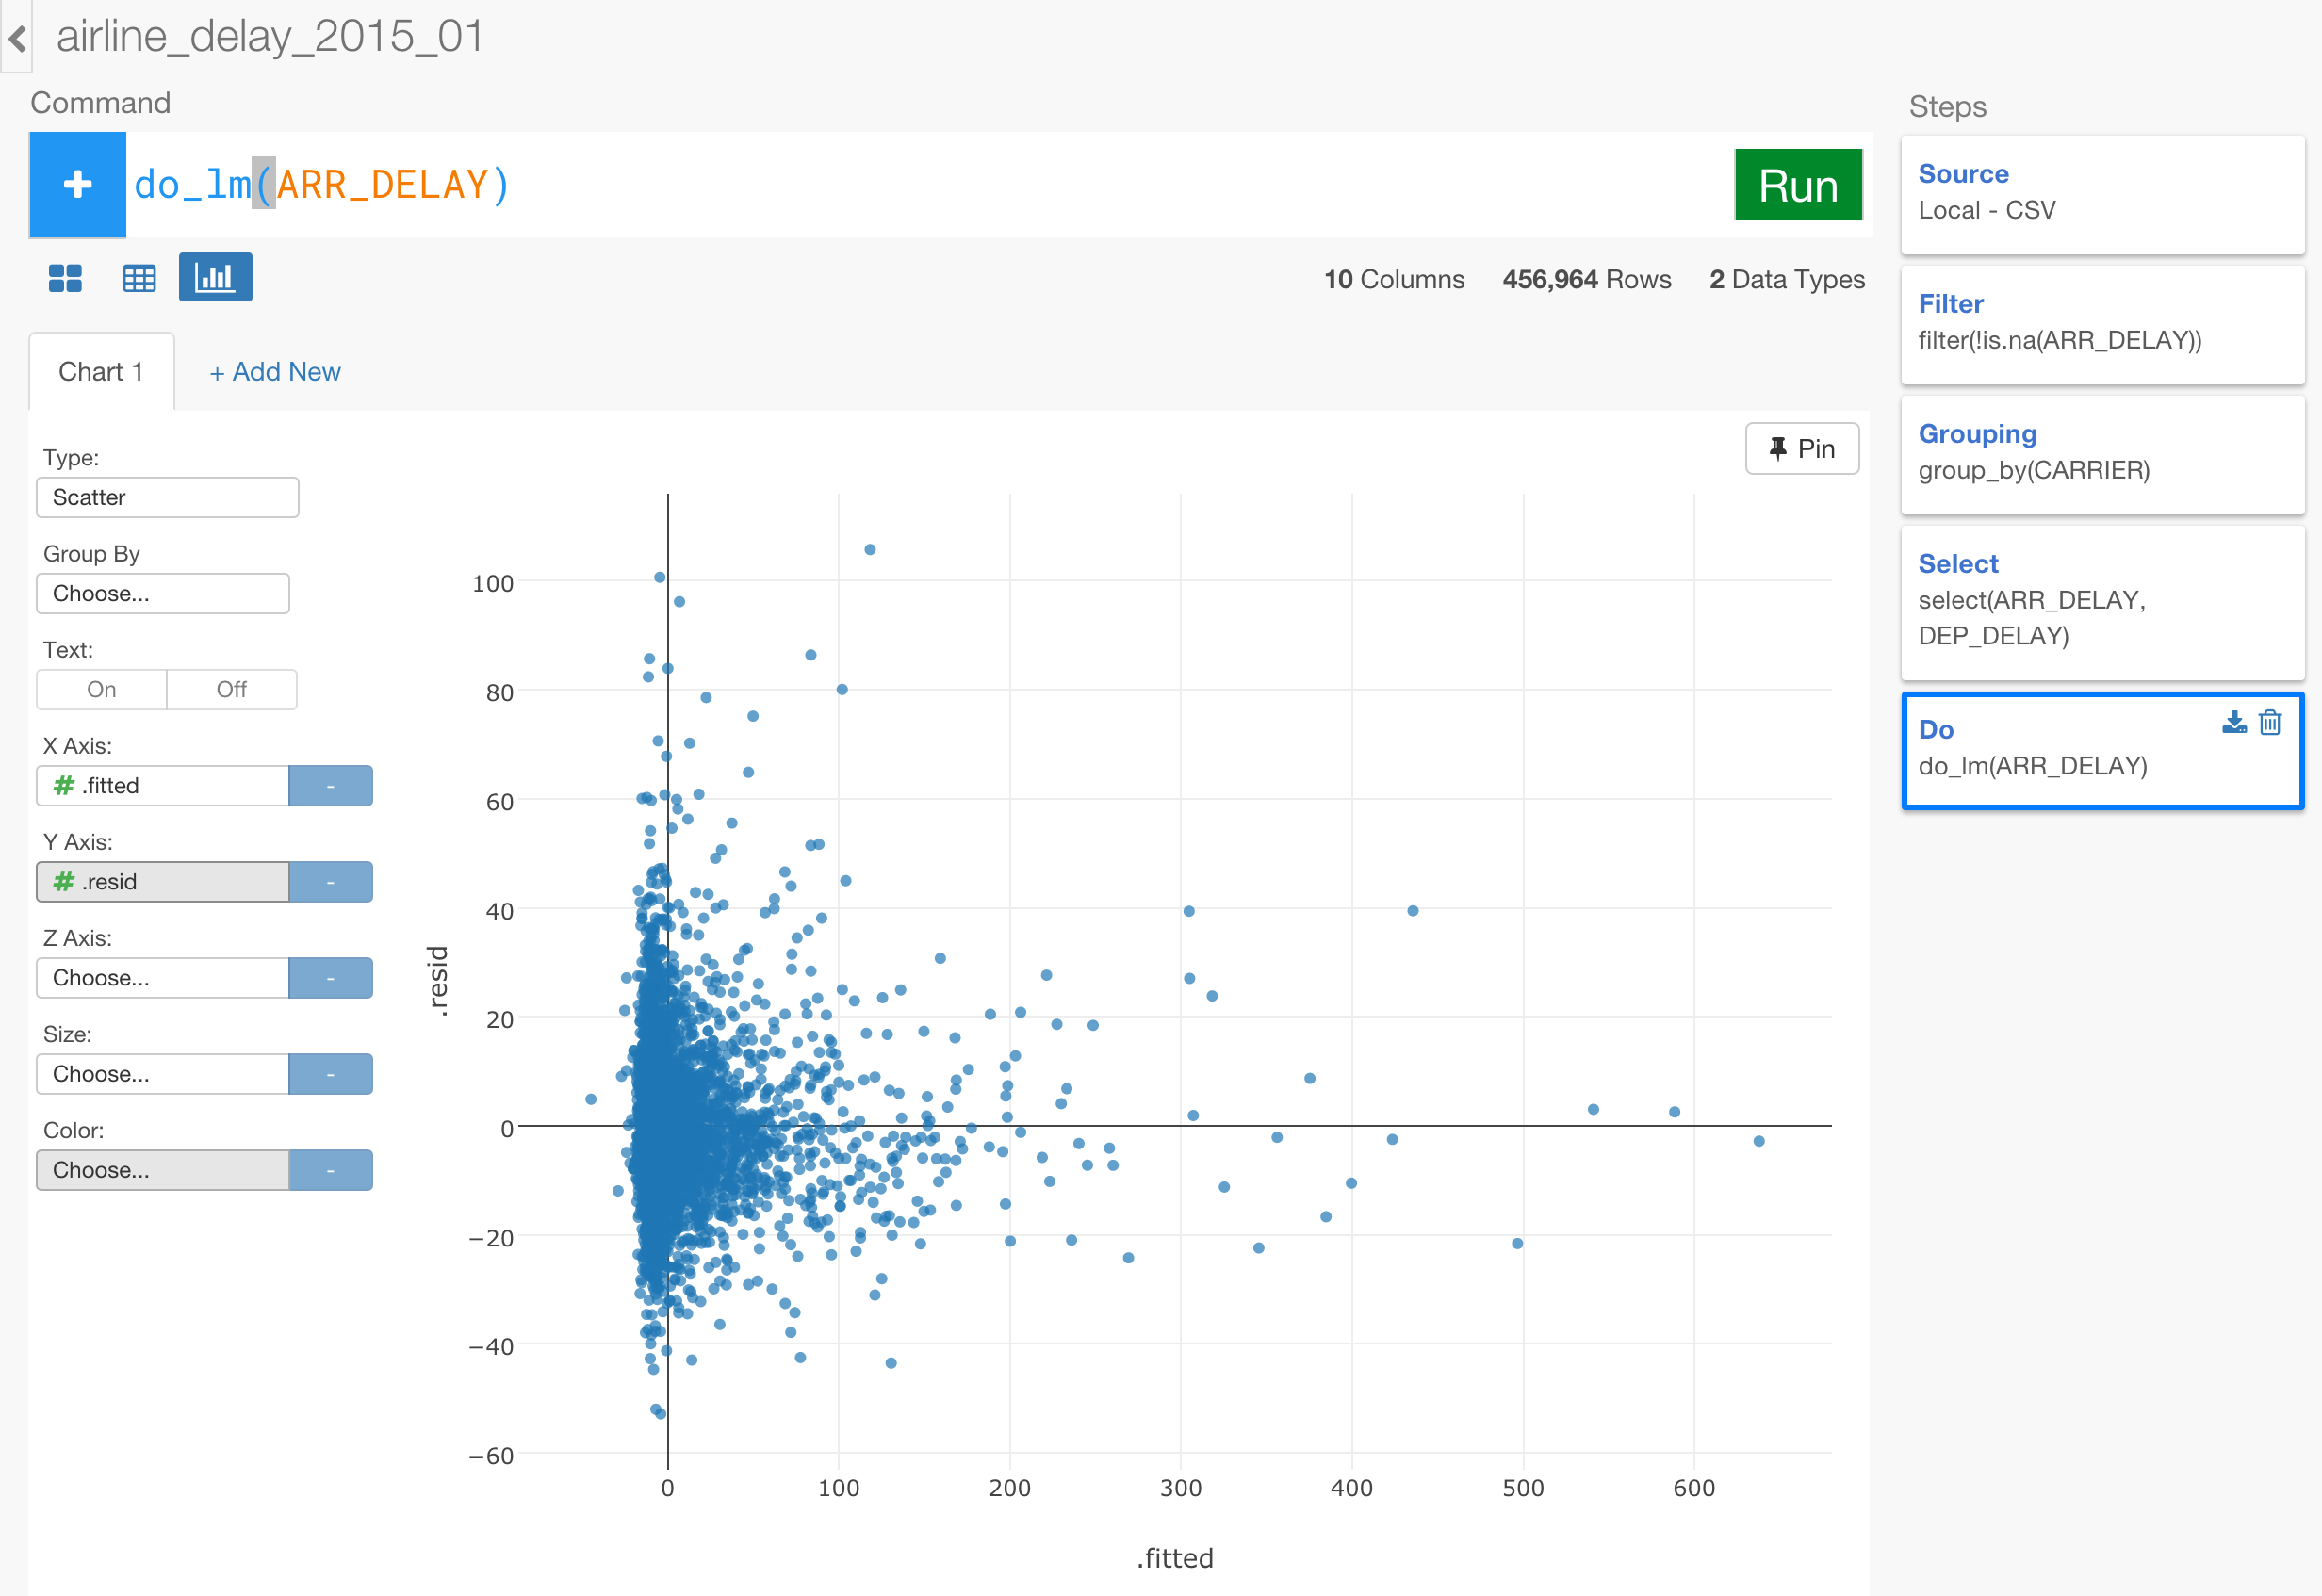 airline_delay_2015_01
Command
+ do_lm(ARR_DELAY)
Run
10 Columns 456,964 Rows 2 Data Types
Chart 1
+ Add New
Pin
Type:
Scatter
Group By
Choose...
Text:
On Off
X Axis:
# .fitted -
Y Axis:
# .resid -
Z Axis:
Choose... -
Size:
Choose... -
Color:
Choose... -
.resid
100
80
60
40
20
0
−20
−40
−60
0 100 200 300 400 500 600
.fitted
Steps
Source
Local - CSV
Filter
filter(!is.na(ARR_DELAY))
Grouping
group_by(CARRIER)
Select
select(ARR_DELAY,
DEP_DELAY)
Do
do_lm(ARR_DELAY)